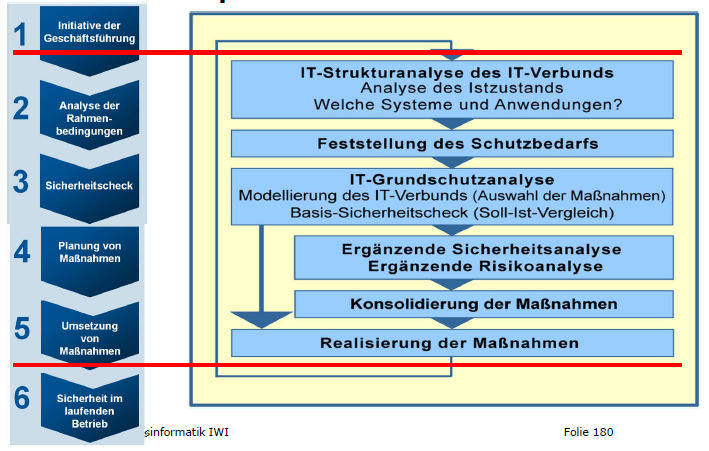 1
Initiative der
Geschäftsführung
2
Analyse der
Rahmen-
bedingungen
3
Sicherheitscheck
4
Planung von
Maßnahmen
5
Umsetzung
von
Maßnahmen
6
Sicherheit im
laufenden
Betrieb
IT-Strukturanalyse des IT-Verbunds
Analyse des Istzustands
Welche Systeme und Anwendungen?
Feststellung des Schutzbedarfs
IT-Grundschutzanalyse
Modellierung des IT-Verbunds (Auswahl der Maßnahmen)
Basis-Sicherheitscheck (Soll-Ist-Vergleich)
Ergänzende Sicherheitsanalyse
Ergänzende Risikoanalyse
Konsolidierung der Maßnahmen
Realisierung der Maßnahmen
sinformatik IWI
Folie 180